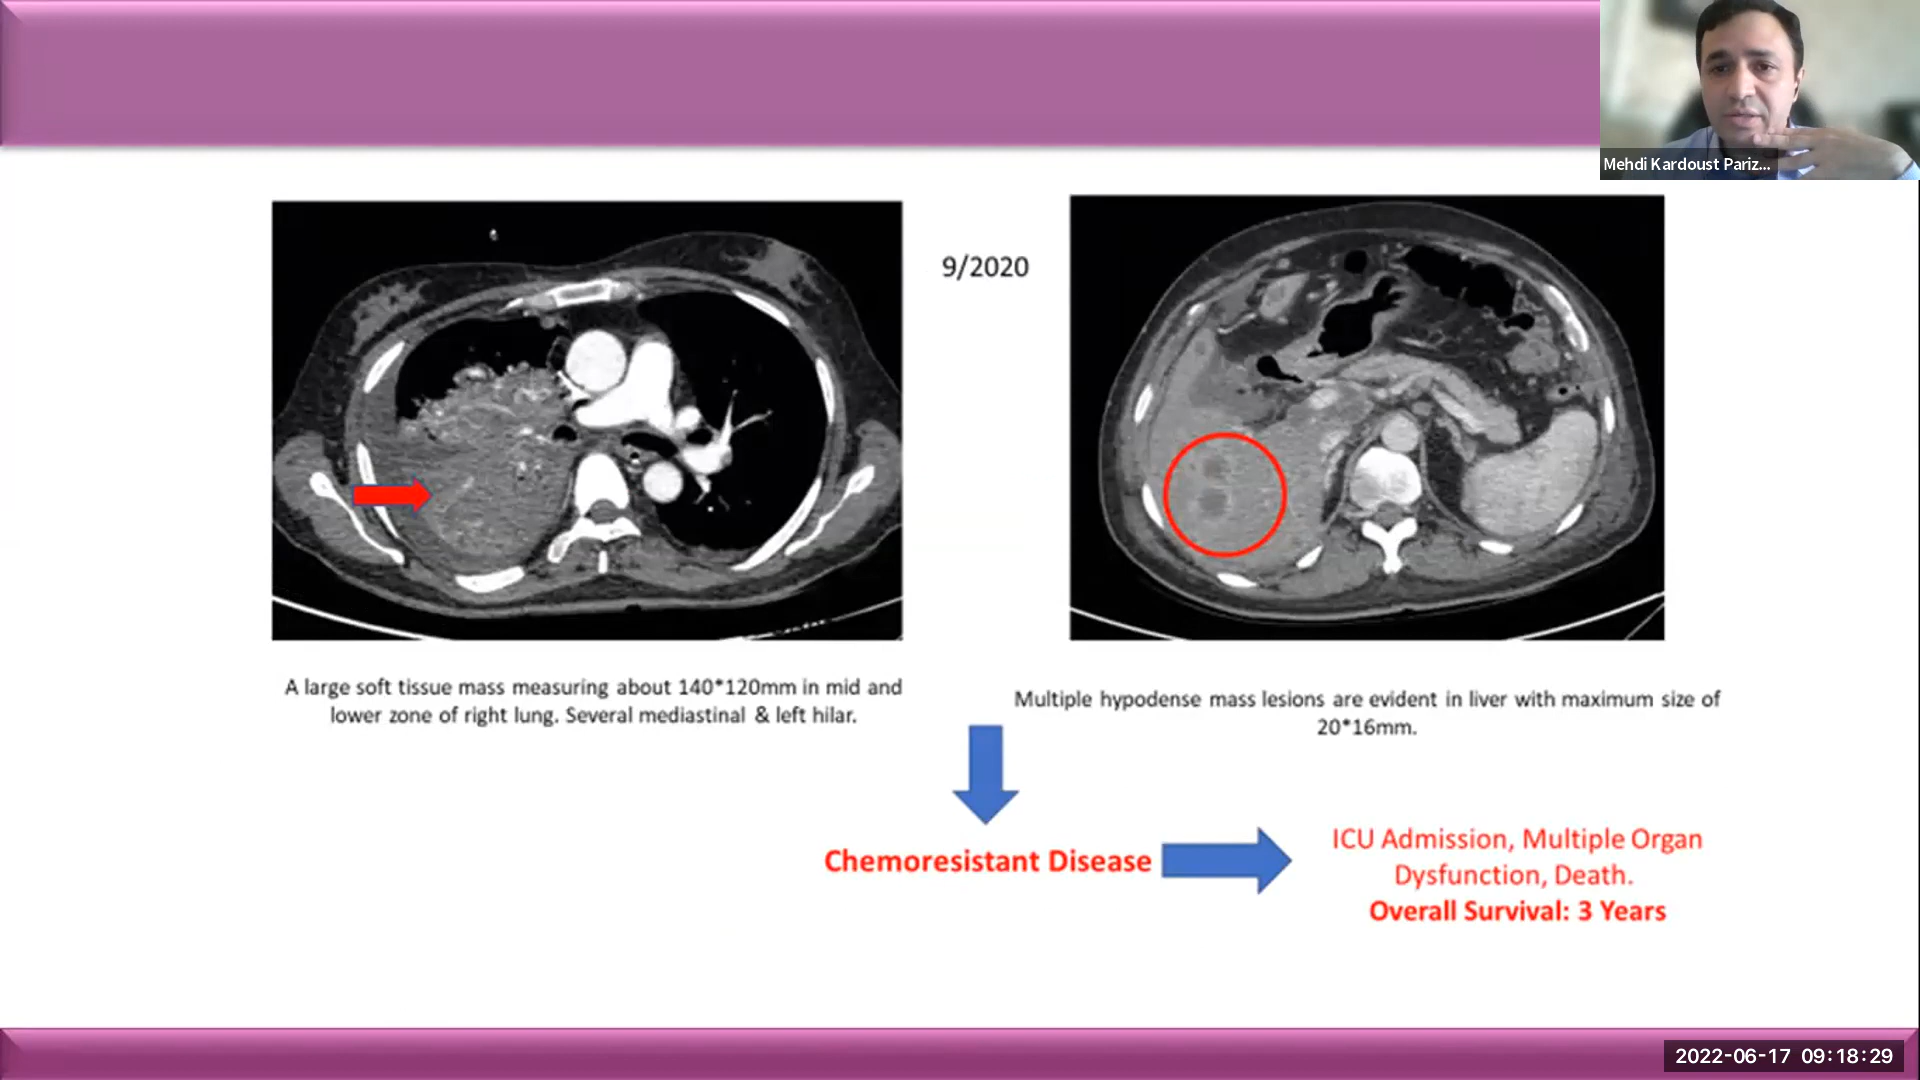 Mehdi Kardoust Pariz...
9/2020
A large soft tissue mass measuring about 140*120mm in mid and
lower zone of right lung. Several mediastinal & left hilar.
Multiple hypodense mass lesions are evident in liver with maximum size of
20*16mm.
Chemoresistant Disease
ICU Admission, Multiple Organ
Dysfunction, Death.
Overall Survival: 3 Years
2022-06-17 09:18:29